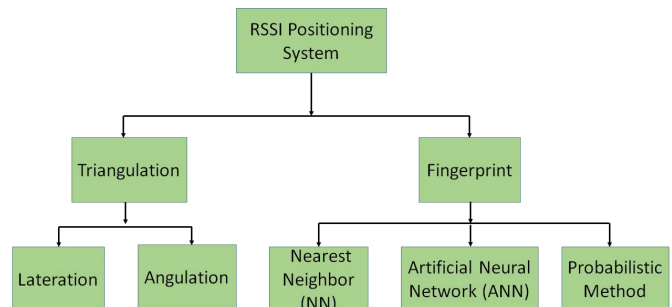 RSSI Positioning
System
Triangulation
Fingerprint
Lateration
Angulation
Nearest
Neighbor
(NN)
Artificial Neural
Network (ANN)
Probabilistic
Method